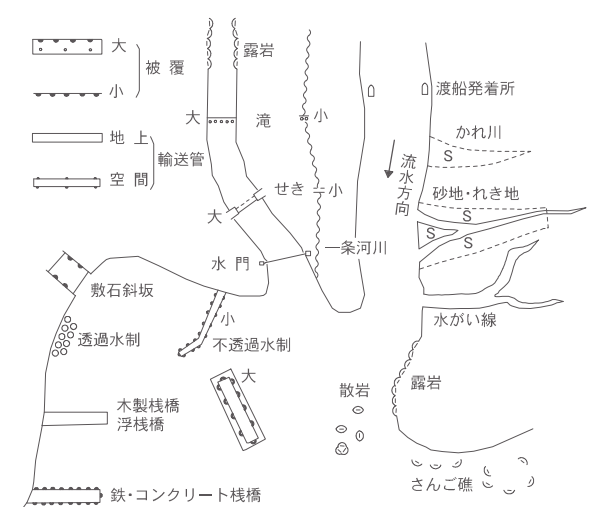 大
被覆
小
地上
輸送管
空間
露岩
大
滝
小
せき
小
大
水門
一条河川
渡船発着所
かれ川
S
流水方向
砂地・れき地
S
S
S
水がい線
敷石斜坂
透過水制
小
不透過水制
大
木製桟橋
浮桟橋
鉄・コンクリート桟橋
散岩
露岩
さんご礁